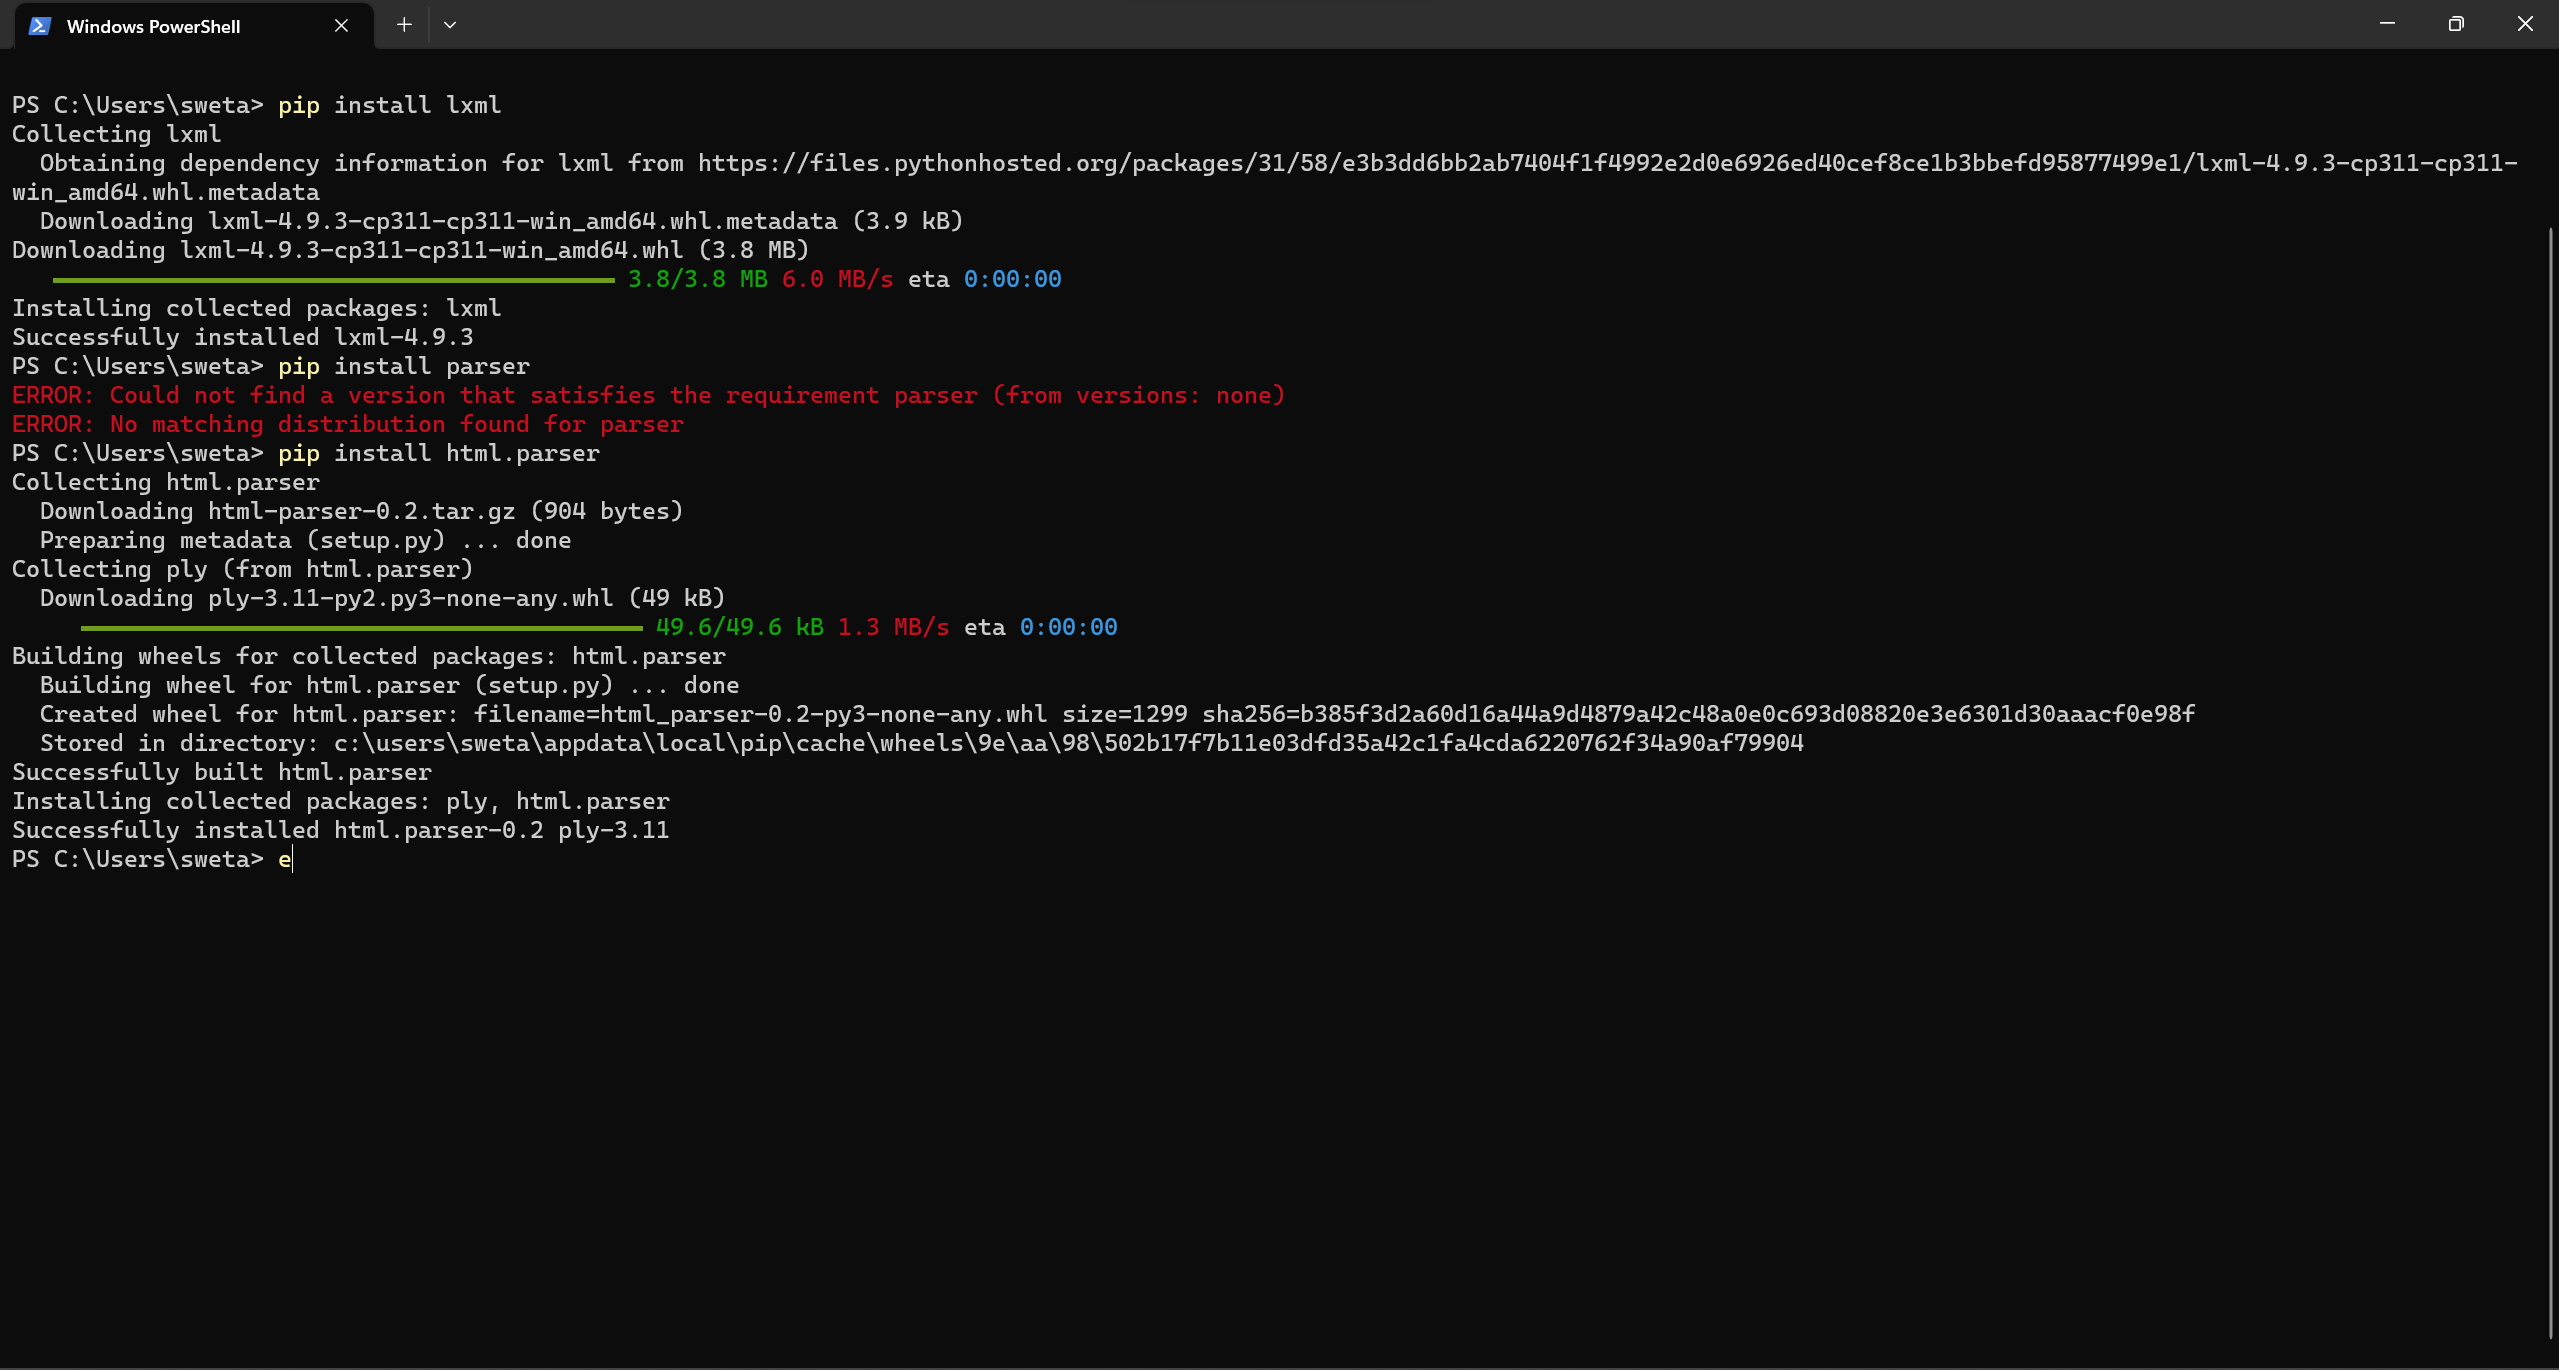 Windows PowerShell
PS C:\Users\sweta> pip install lxml
Collecting lxml
  Obtaining dependency information for lxml from https://files.pythonhosted.org/packages/31/58/e3b3dd6bb2ab7404f1f4992e2d0e6926ed40cef8ce1b3bbefd95877499e1/lxml-4.9.3-cp311-cp311-
win_amd64.whl.metadata
  Downloading lxml-4.9.3-cp311-cp311-win_amd64.whl.metadata (3.9 kB)
Downloading lxml-4.9.3-cp311-cp311-win_amd64.whl (3.8 MB)
3.8/3.8 MB 6.0 MB/s eta 0:00:00
Installing collected packages: lxml
Successfully installed lxml-4.9.3
PS C:\Users\sweta> pip install parser
ERROR: Could not find a version that satisfies the requirement parser (from versions: none)
ERROR: No matching distribution found for parser
PS C:\Users\sweta> pip install html.parser
Collecting html.parser
  Downloading html-parser-0.2.tar.gz (904 bytes)
  Preparing metadata (setup.py) ... done
Collecting ply (from html.parser)
  Downloading ply-3.11-py2.py3-none-any.whl (49 kB)
49.6/49.6 kB 1.3 MB/s eta 0:00:00
Building wheels for collected packages: html.parser
  Building wheel for html.parser (setup.py) ... done
  Created wheel for html.parser: filename=html_parser-0.2-py3-none-any.whl size=1299 sha256=b385f3d2a60d16a44a9d4879a42c48a0e0c693d08820e3e6301d30aaacf0e98f
  Stored in directory: c:\users\sweta\appdata\local\pip\cache\wheels\9e\aa\98\502b17f7b11e03dfd35a42c1fa4cda6220762f34a90af79904
Successfully built html.parser
Installing collected packages: ply, html.parser
Successfully installed html.parser-0.2 ply-3.11
PS C:\Users\sweta> e